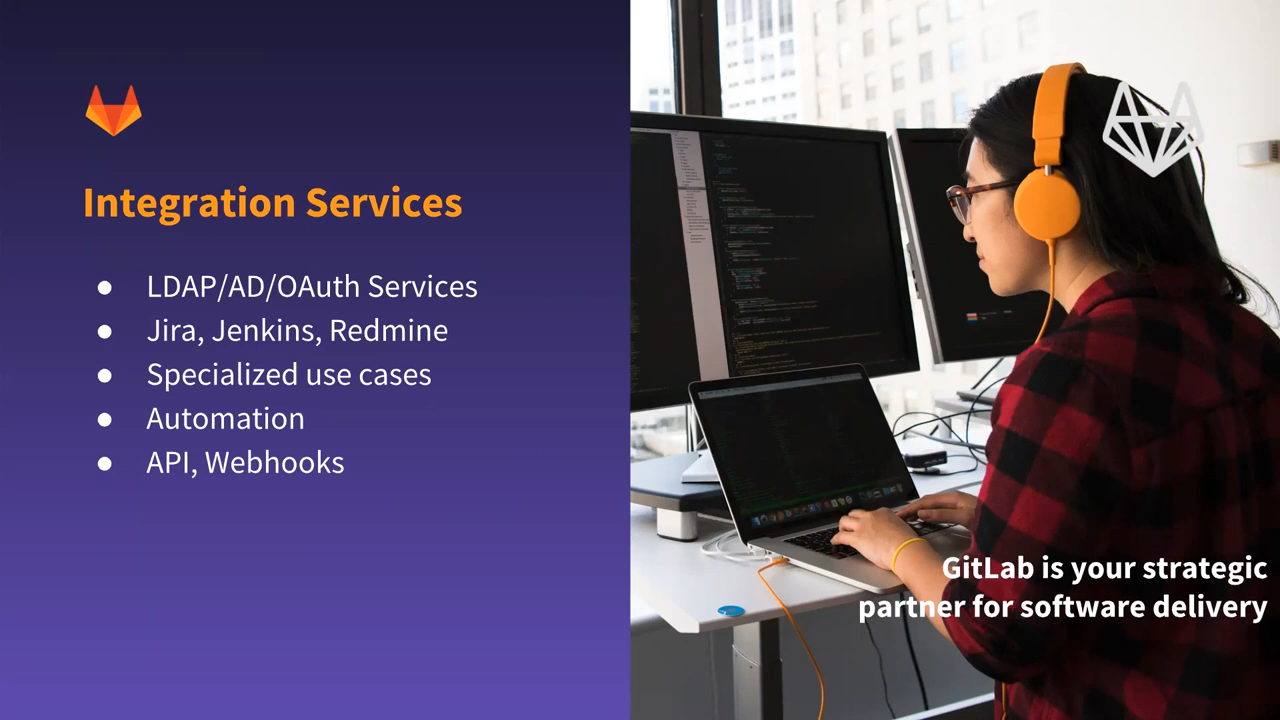 Integration Services
● LDAP/AD/OAuth Services
● Jira, Jenkins, Redmine
● Specialized use cases
● Automation
● API, Webhooks
GitLab is your strategic
partner for software delivery